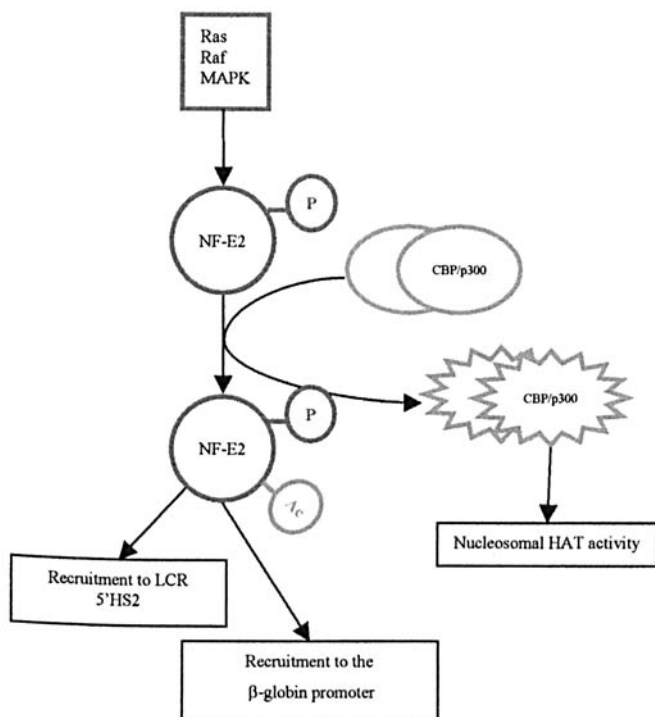 Ras
Raf
MAPK
P
NF-E2
CBP/p300
P
CBP/p300
NF-E2
Ac
Nucleosomal HAT activity
Recruitment to LCR
5'HS2
Recruitment to the
β-globin promoter